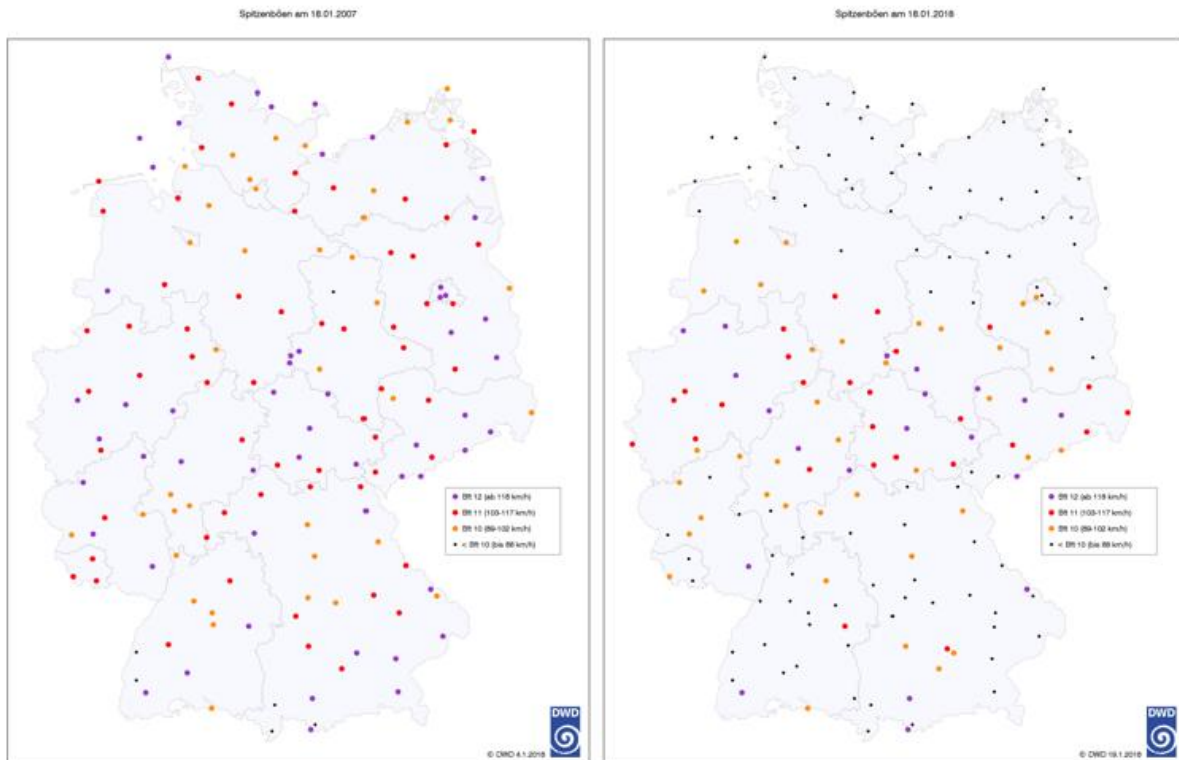 Spitzenböen am 18.01.2007
Spitzenböen am 18.01.2018
Bft 12 (ab 118 km/h)
Bft 11 (103-117 km/h)
Bft 10 (89-102 km/h)
< Bft 10 (bis 88 km/h)
DWD
© DWD 4.1.2018
Bft 12 (ab 118 km/h)
Bft 11 (103-117 km/h)
Bft 10 (89-102 km/h)
< Bft 10 (bis 88 km/h)
DWD
© DWD 19.1.2018